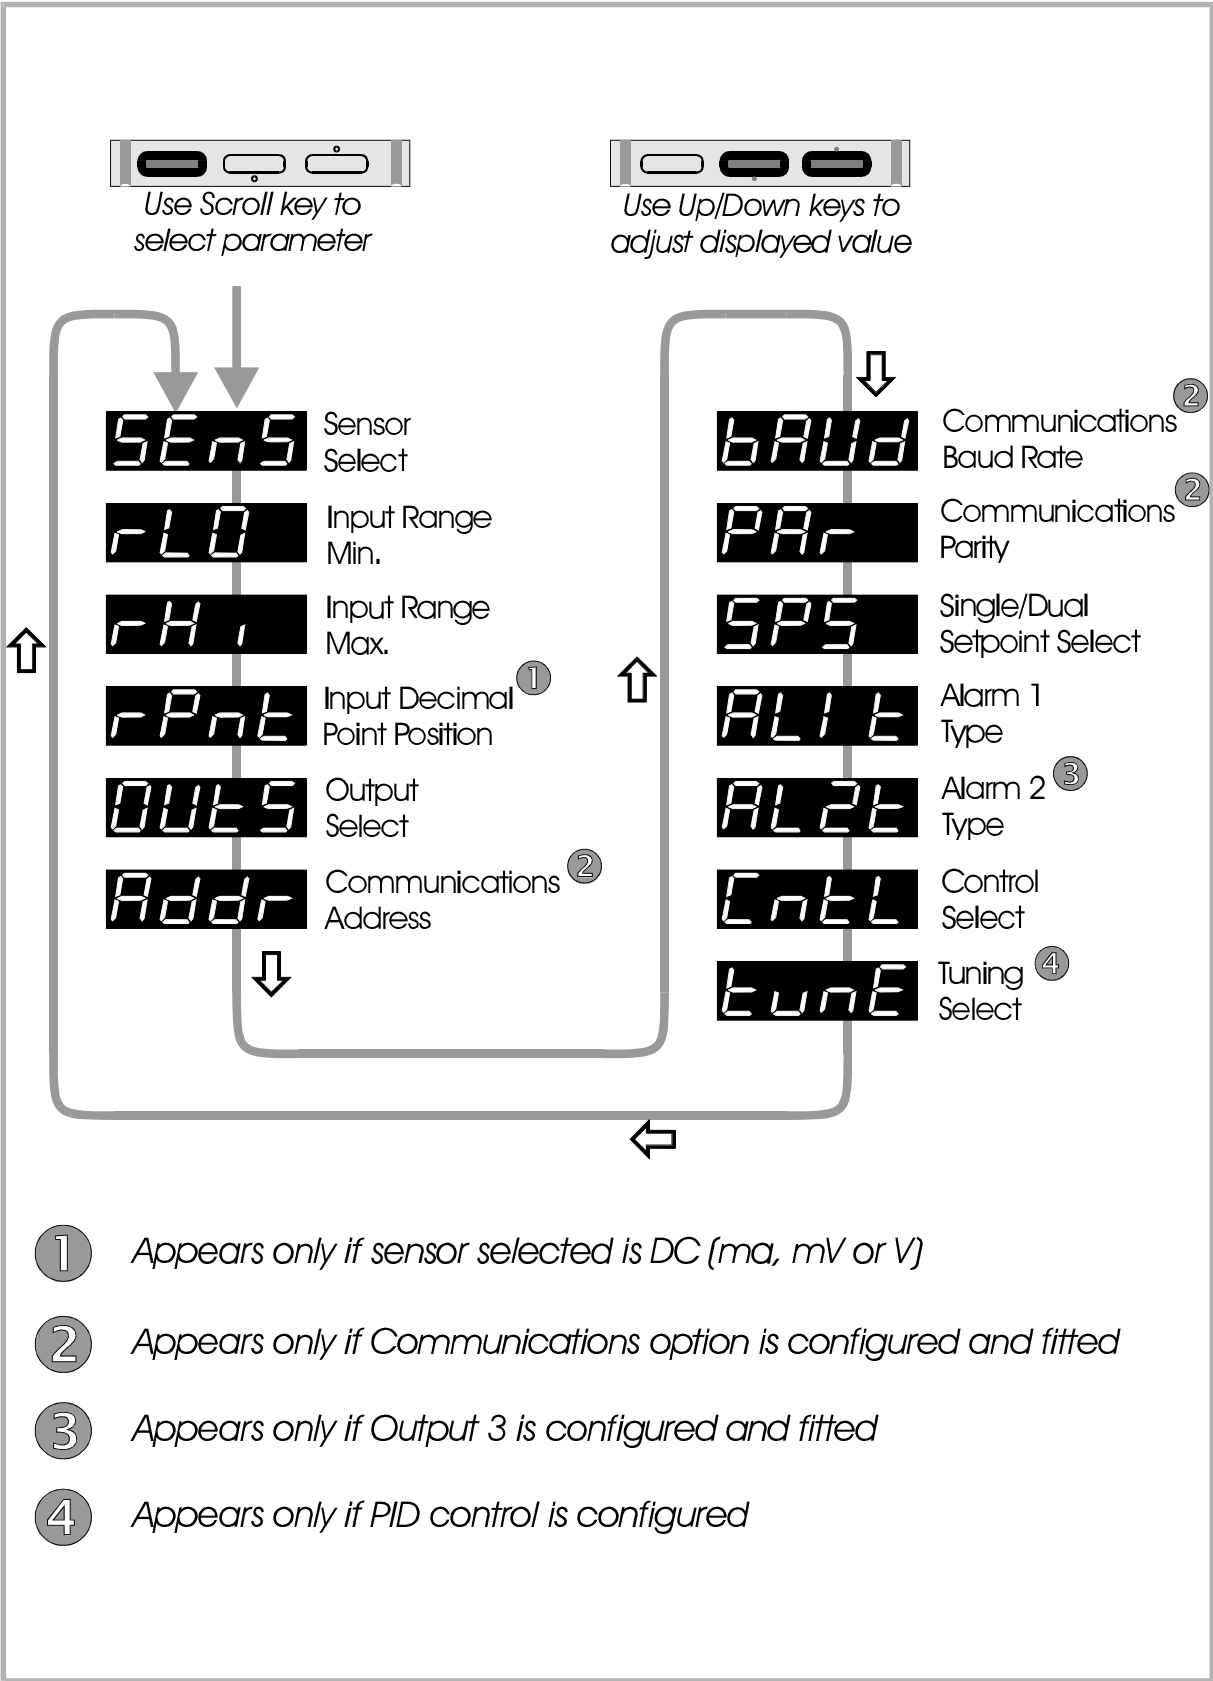 Use Scroll key to
select parameter
Use Up/Down keys to
adjust displayed value
SEnS
Sensor
Select
rLO
Input Range
Min.
rHi
Input Range
Max.
rPnt
Input Decimal 1
Point Position
OUtS
Output
Select
Addr
Communications 2
Address
bAUd
Communications 2
Baud Rate
PAr
Communications 2
Parity
SPS
Single/Dual
Setpoint Select
AL1t
Alarm 1
Type
AL2t
Alarm 2 3
Type
CntL
Control
Select
tunE
Tuning 4
Select
1 Appears only if sensor selected is DC (ma, mV or V)
2 Appears only if Communications option is configured and fitted
3 Appears only if Output 3 is configured and fitted
4 Appears only if PID control is configured